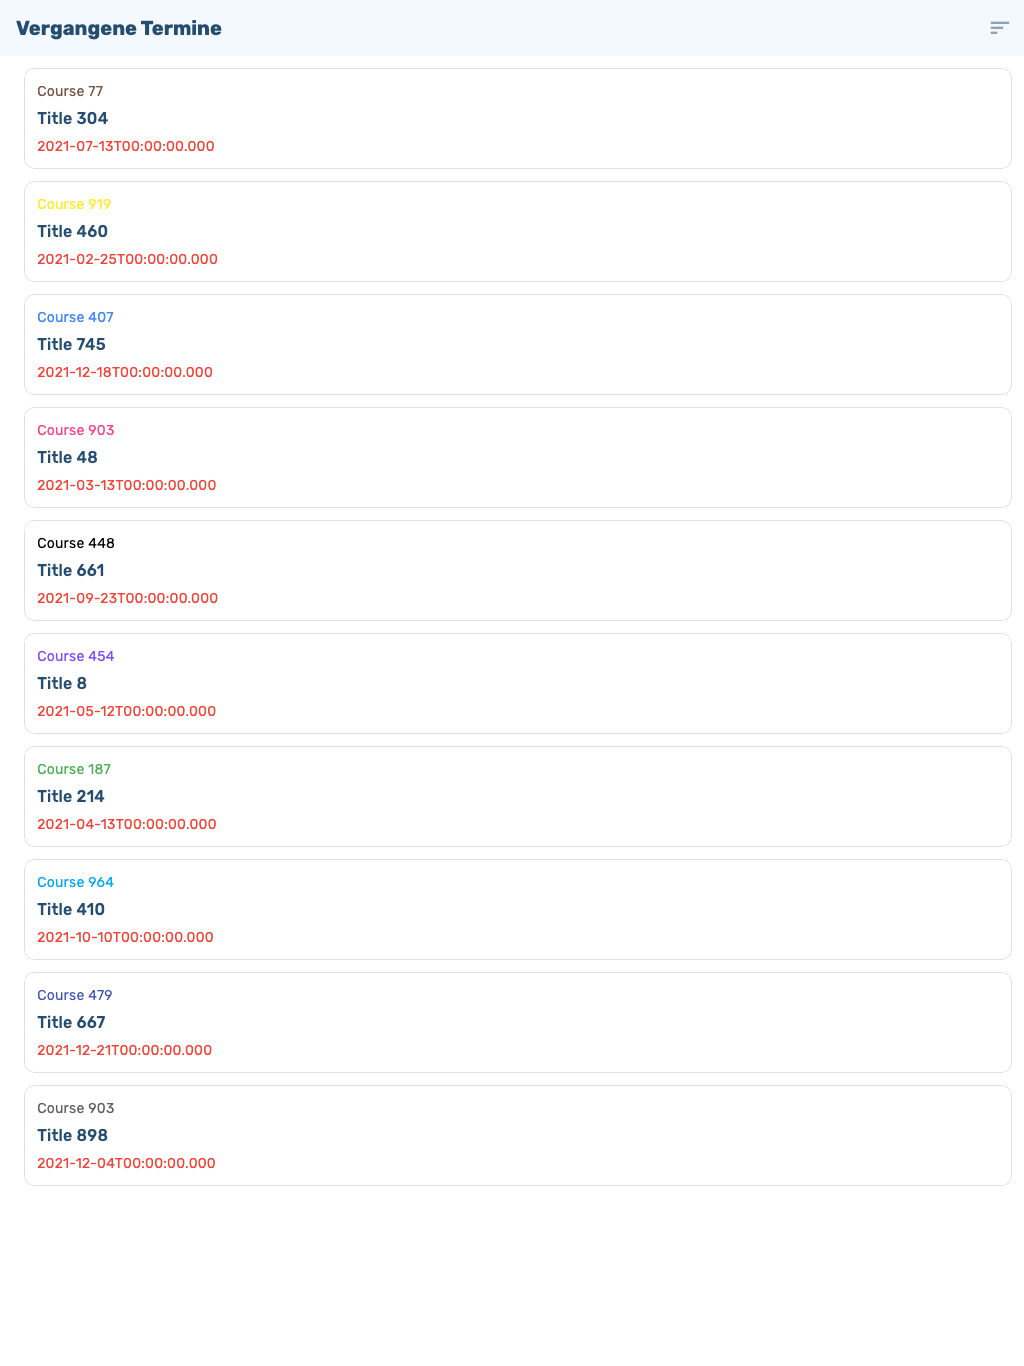 Vergangene Termine
Course 77
Title 304
2021-07-13T00:00:00.000
Course 919
Title 460
2021-02-25T00:00:00.000
Course 407
Title 745
2021-12-18T00:00:00.000
Course 903
Title 48
2021-03-13T00:00:00.000
Course 448
Title 661
2021-09-23T00:00:00.000
Course 454
Title 8
2021-05-12T00:00:00.000
Course 187
Title 214
2021-04-13T00:00:00.000
Course 964
Title 410
2021-10-10T00:00:00.000
Course 479
Title 667
2021-12-21T00:00:00.000
Course 903
Title 898
2021-12-04T00:00:00.000